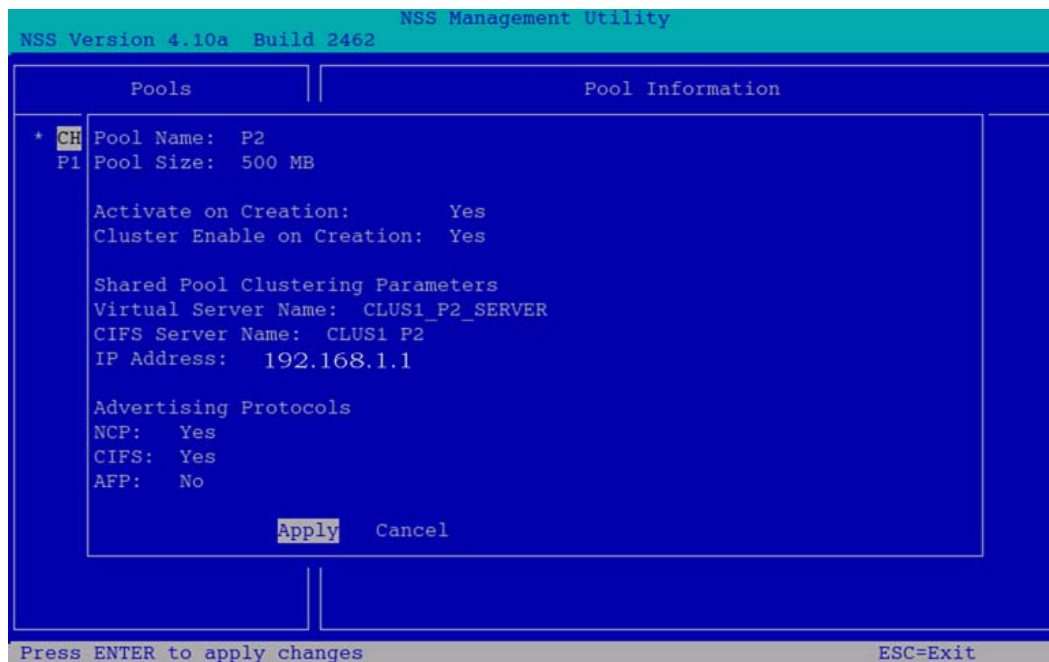 NSS Management Utility
NSS Version 4.10a Build 2462
Pools
Pool Information
* CH
P1
Pool Name: P2
Pool Size: 500 MB
Activate on Creation: Yes
Cluster Enable on Creation: Yes
Shared Pool Clustering Parameters
Virtual Server Name: CLUS1_P2_SERVER
CIFS Server Name: CLUS1 P2
IP Address: 192.168.1.1
Advertising Protocols
NCP: Yes
CIFS: Yes
AFP: No
Apply Cancel
Press ENTER to apply changes ESC=Exit